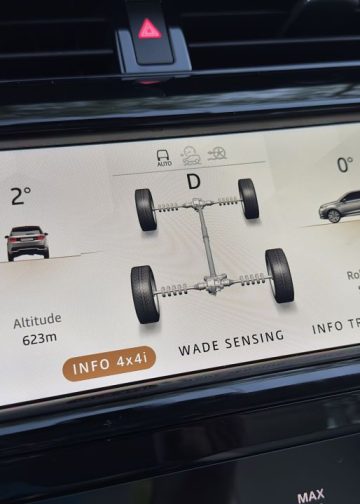 AUTO
D
2°
0°
Altitude
623m
Ro
INFO 4x4i
WADE SENSING
INFO TR
MAX